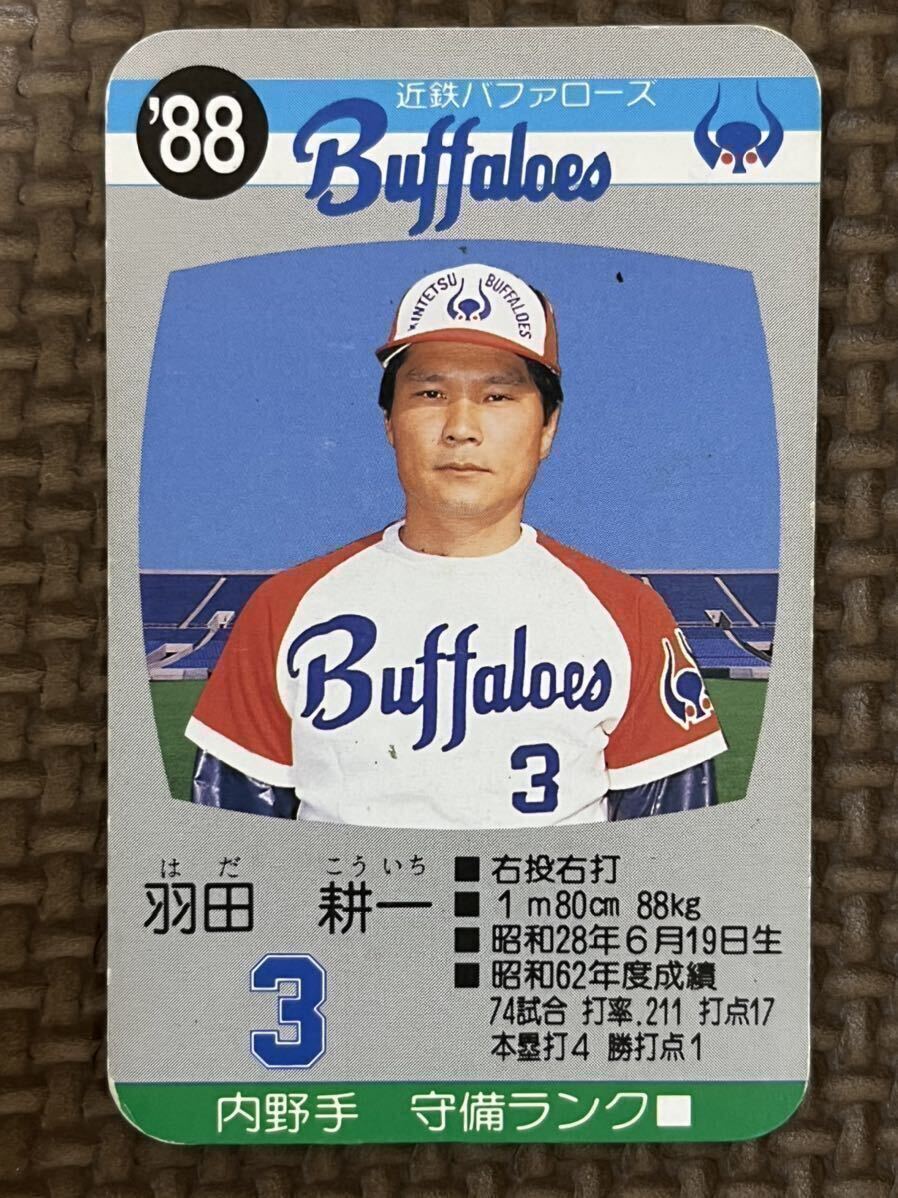 近鉄バファローズ
'88
Buffaloes
KINTETSU BUFFALOES
Buffaloes
3
はだ こういち
羽田 耕一
3
■ 右投右打
■ 1m80cm 88kg
■ 昭和28年6月19日生
■ 昭和62年度成績
74試合 打率.211 打点17
本塁打4 勝打点1
内野手 守備ランク■